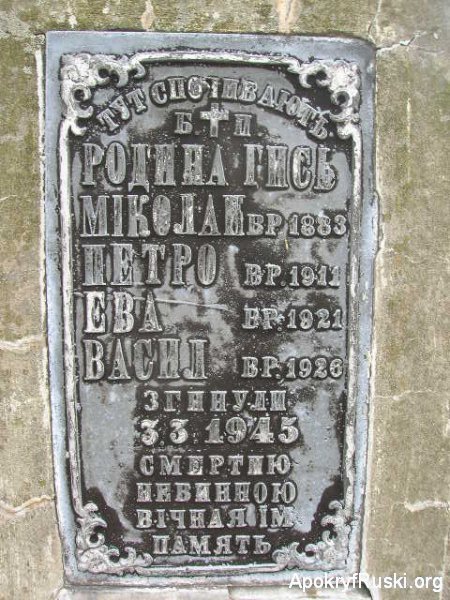 ТУТ СПОЧИВАЮТЬ
Б П
РОДИНА ГИСЬ
МІКОЛАЙ ВР 1883
ПЕТРО ВР. 1911
ЕВА ВР. 1921
ВАСИЛ ВР. 1926
ЗГИНУЛИ
3 3. 1945
СМЕРТИЮ
НЕВИННОЮ
ВІЧНАЯ ІМ
ПАМЯТЬ
ApokryfRuski.org